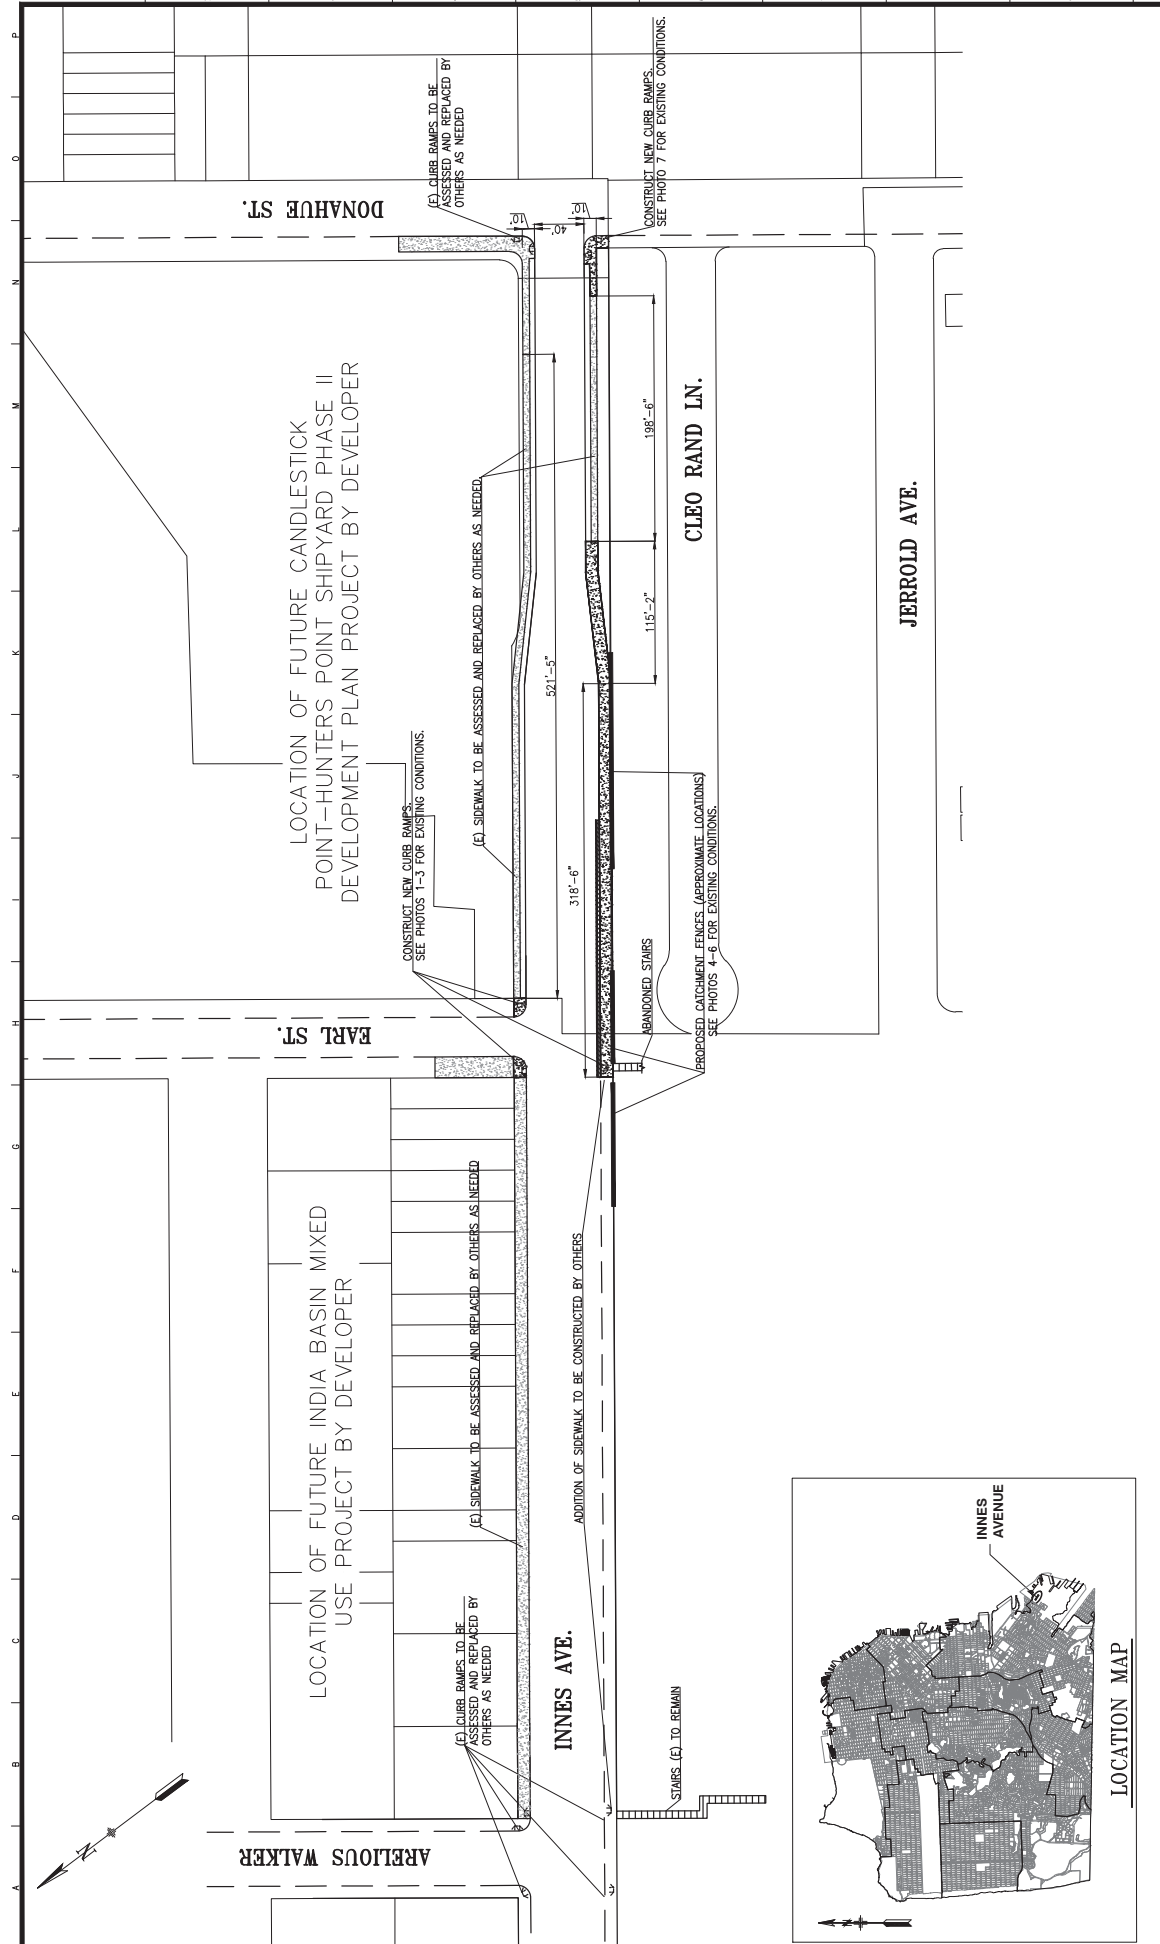 P
O
N
M
L
K
J
I
H
G
F
E
D
C
B
A
DONAHUE ST.
(E) CURB RAMPS TO BE
ASSESSED AND REPLACED BY
OTHERS AS NEEDED
CONSTRUCT NEW CURB RAMPS.
SEE PHOTO 7 FOR EXISTING CONDITIONS.
10'
40'
10'
LOCATION OF FUTURE CANDLESTICK
POINT-HUNTERS POINT SHIPYARD PHASE II
DEVELOPMENT PLAN PROJECT BY DEVELOPER
(E) SIDEWALK TO BE ASSESSED AND REPLACED BY OTHERS AS NEEDED.
198'-6"
115'-2"
521'-5"
318'-6"
CLEO RAND LN.
JERROLD AVE.
CONSTRUCT NEW CURB RAMPS.
SEE PHOTOS 1-3 FOR EXISTING CONDITIONS.
PROPOSED CATCHMENT FENCES (APPROXIMATE LOCATIONS)
SEE PHOTOS 4-6 FOR EXISTING CONDITIONS.
ABANDONED STAIRS
EARL ST.
LOCATION OF FUTURE INDIA BASIN MIXED
USE PROJECT BY DEVELOPER
(E) SIDEWALK TO BE ASSESSED AND REPLACED BY OTHERS AS NEEDED
ADDITION OF SIDEWALK TO BE CONSTRUCTED BY OTHERS
(E) CURB RAMPS TO BE
ASSESSED AND REPLACED BY
OTHERS AS NEEDED
INNES AVE.
STAIRS (E) TO REMAIN
ARELIOUS WALKER
N
INNES
AVENUE
LOCATION MAP
N